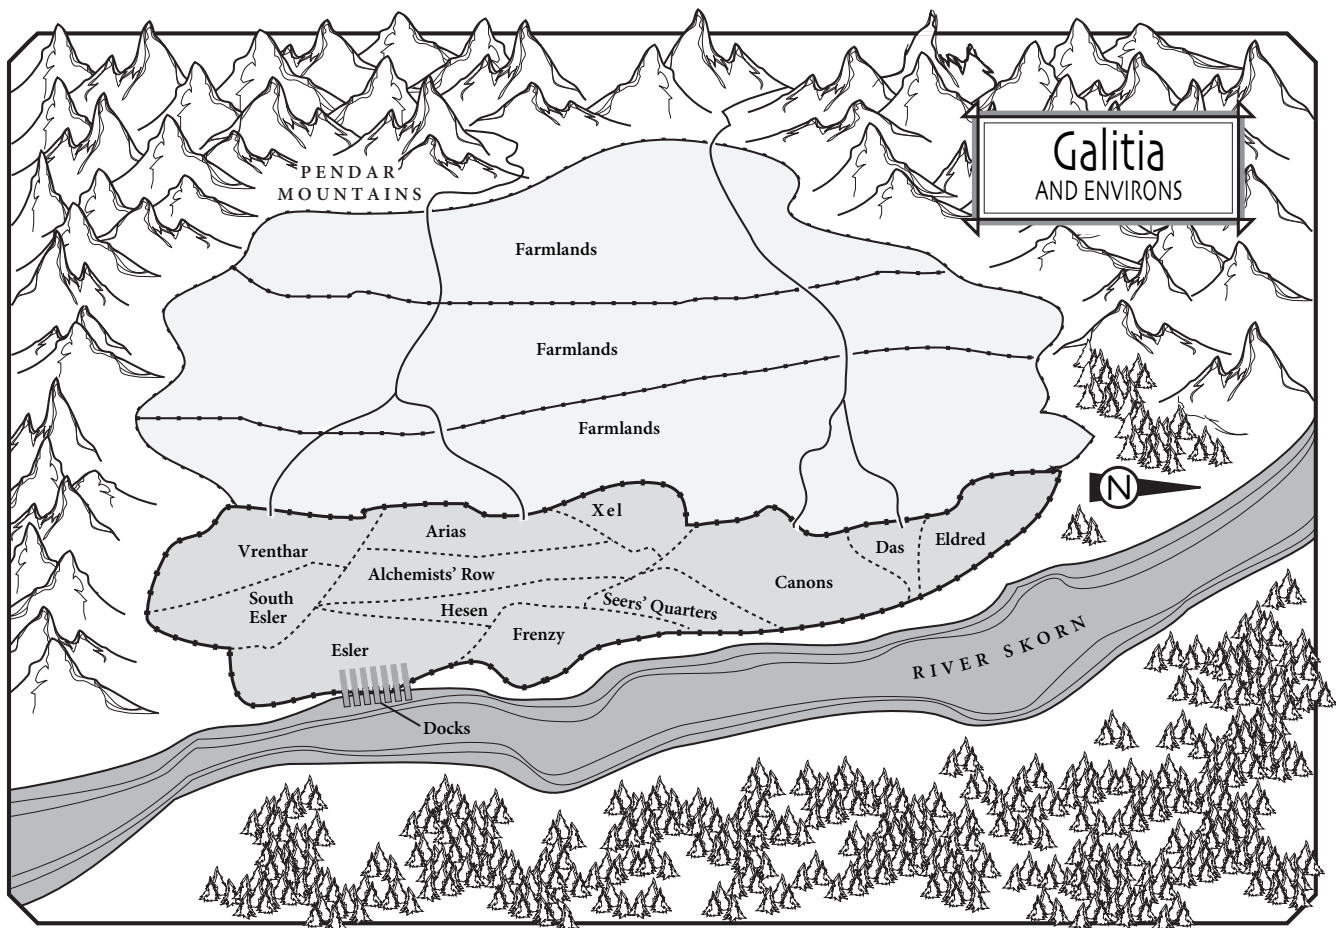 Galitia
AND ENVIRONS
PENDAR
MOUNTAINS
Farmlands
Farmlands
Farmlands
N
Xel
Arias
Vrenthar
Das
Eldred
Alchemists' Row
Canons
South
Esler
Hesen
Seers' Quarters
Frenzy
Esler
RIVER SKORN
Docks